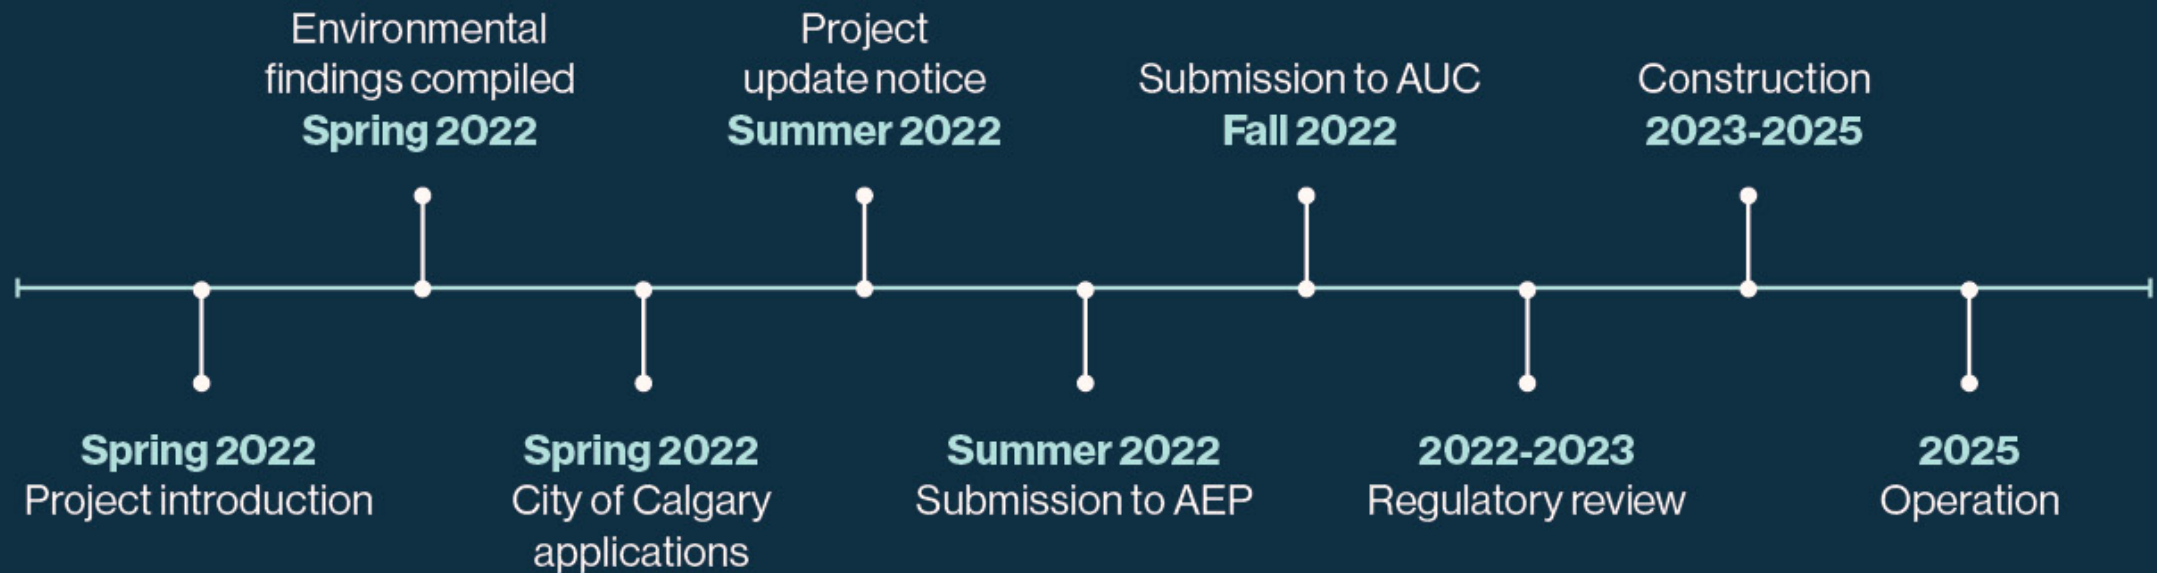 Environmental
findings compiled
Spring 2022
Project
update notice
Summer 2022
Submission to AUC
Fall 2022
Construction
2023-2025
Spring 2022
Project introduction
Spring 2022
City of Calgary
applications
Summer 2022
Submission to AEP
2022-2023
Regulatory review
2025
Operation